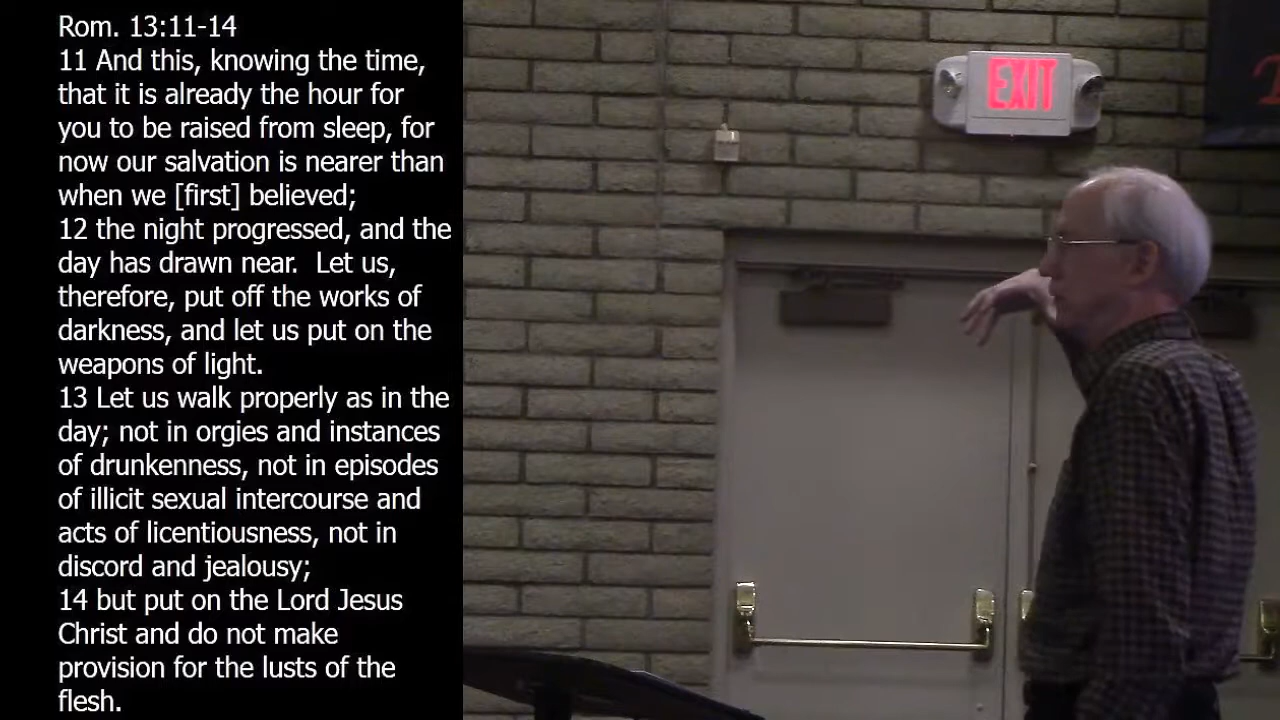 Rom. 13:11-14
11 And this, knowing the time,
that it is already the hour for
you to be raised from sleep, for
now our salvation is nearer than
when we [first] believed;
12 the night progressed, and the
day has drawn near.  Let us,
therefore, put off the works of
darkness, and let us put on the
weapons of light.
13 Let us walk properly as in the
day; not in orgies and instances
of drunkenness, not in episodes
of illicit sexual intercourse and
acts of licentiousness, not in
discord and jealousy;
14 but put on the Lord Jesus
Christ and do not make
provision for the lusts of the
flesh.
EXIT